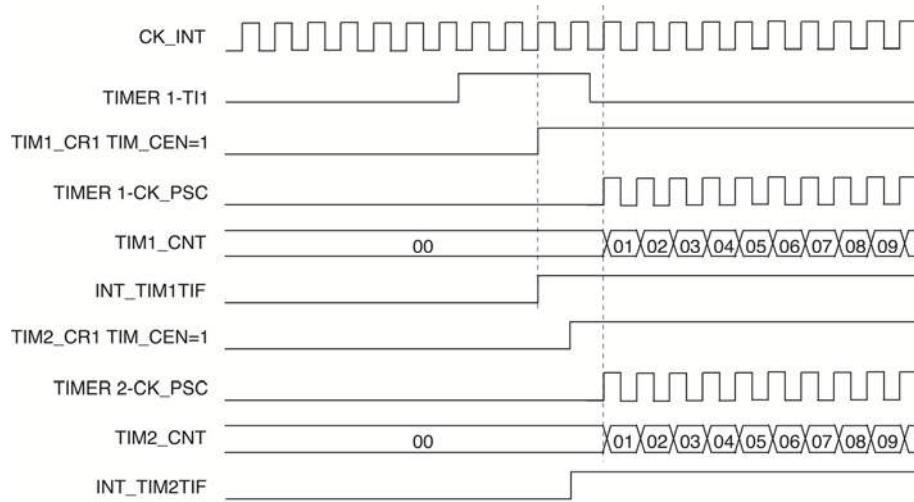 CK_INT
TIMER 1-TI1
TIM1_CR1 TIM_CEN=1
TIMER 1-CK_PSC
TIM1_CNT 00 01 02 03 04 05 06 07 08 09
INT_TIM1TIF
TIM2_CR1 TIM_CEN=1
TIMER 2-CK_PSC
TIM2_CNT 00 01 02 03 04 05 06 07 08 09
INT_TIM2TIF